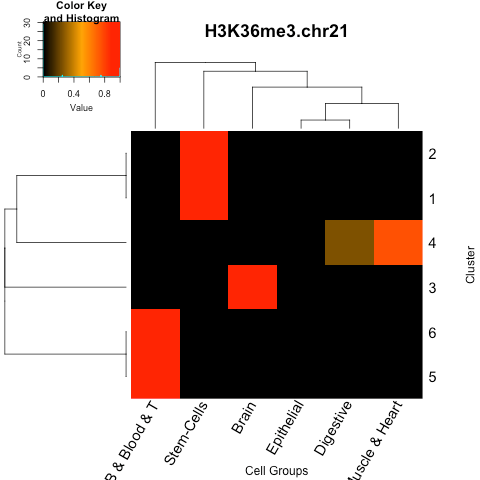 Color Key
and Histogram
Count
0 10 20 30
0 0.4 0.8
Value
H3K36me3.chr21
2
1
4
3
6
5
Cluster
B & Blood & T
Stem-Cells
Brain
Epithelial
Digestive
Muscle & Heart
Cell Groups